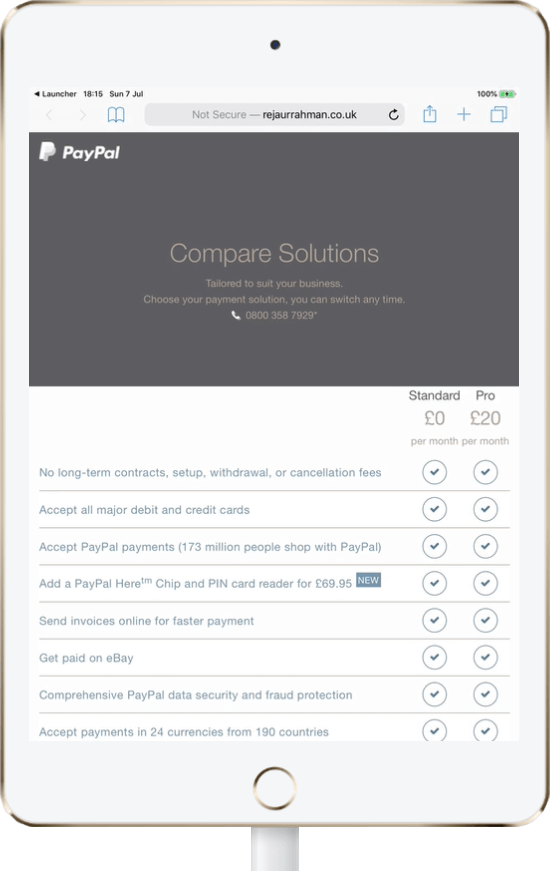 Launcher 18:15 Sun 7 Jul 100%
Not Secure — rejaurrahman.co.uk
PayPal
Compare Solutions
Tailored to suit your business.
Choose your payment solution, you can switch any time.
0800 358 7929*
Standard Pro
£0 £20
per month per month
No long-term contracts, setup, withdrawal, or cancellation fees
Accept all major debit and credit cards
Accept PayPal payments (173 million people shop with PayPal)
Add a PayPal Here™ Chip and PIN card reader for £69.95 NEW
Send invoices online for faster payment
Get paid on eBay
Comprehensive PayPal data security and fraud protection
Accept payments in 24 currencies from 190 countries